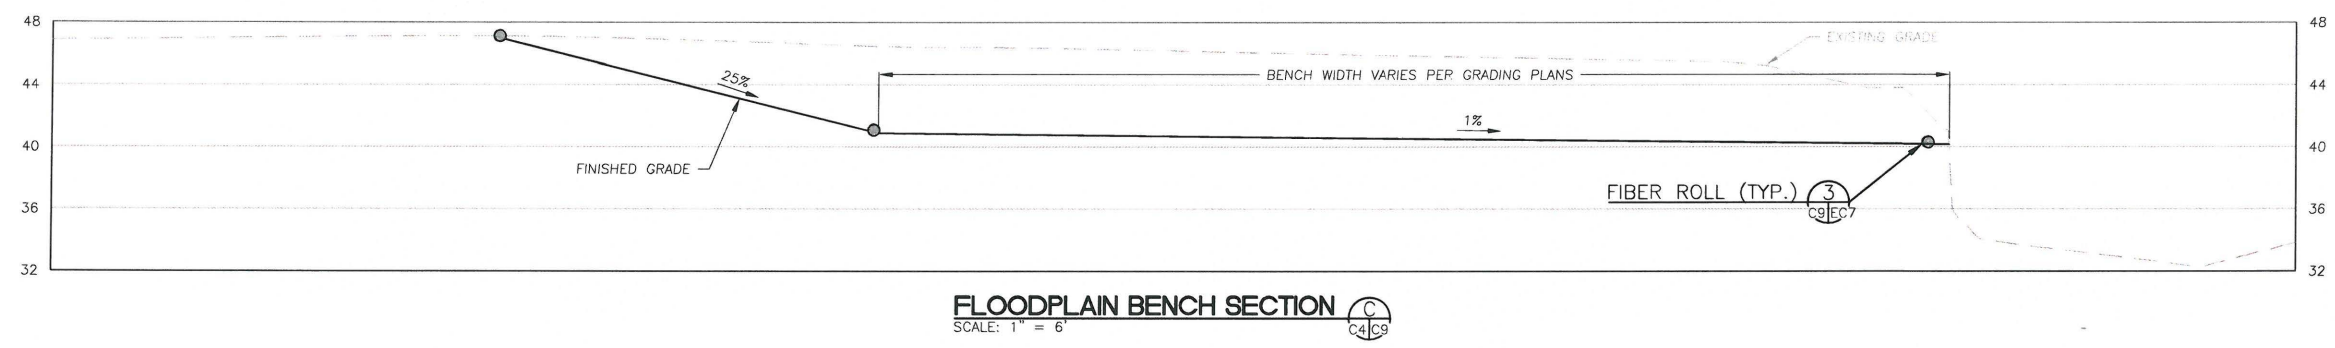 48
48
EXISTING GRADE
25%
BENCH WIDTH VARIES PER GRADING PLANS
44
44
1%
40
40
FINISHED GRADE
FIBER ROLL (TYP.)
3
C9 EC7
36
36
32
32
FLOODPLAIN BENCH SECTION
C
SCALE: 1" = 6'
C4 C9